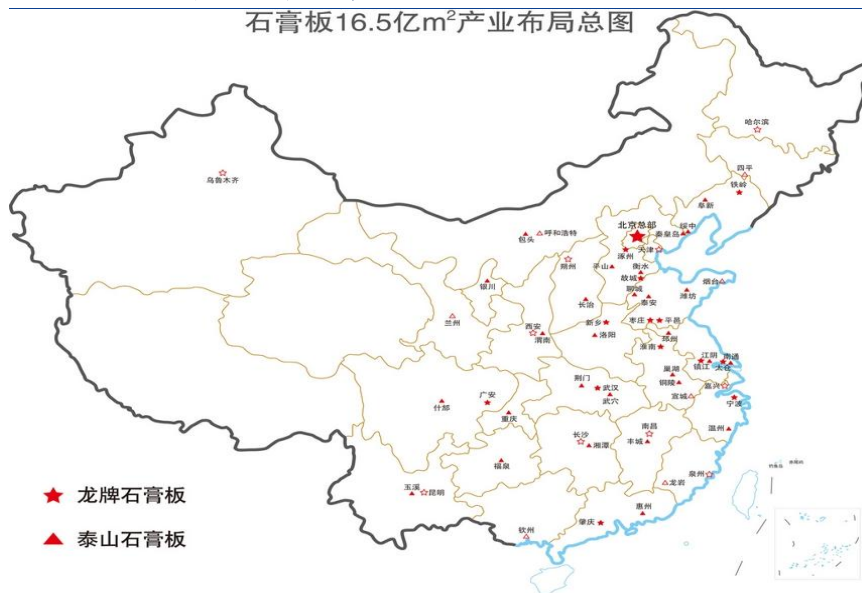 石膏板16.5亿m²产业布局总图
哈尔滨
四平
铁岭
乌鲁木齐
阜新
北京总部
绥中
秦皇岛
包头
呼和浩特
天津
涿州
朔州
平山
衡水
故城
银川
聊城
烟台
泰安
潍坊
长治
兰州
西安
渭南
新乡
洛阳
枣庄
平邑
邳州
淮南
江阴
南通
镇江
太仓
巢湖
铜陵
嘉兴
宣城
宁波
荆门
武汉
武穴
什邡
广安
重庆
温州
长沙
湘潭
南昌
丰城
福泉
泉州
龙岩
玉溪
昆明
惠州
肇庆
钦州
钓鱼岛
龙牌石膏板
泰山石膏板